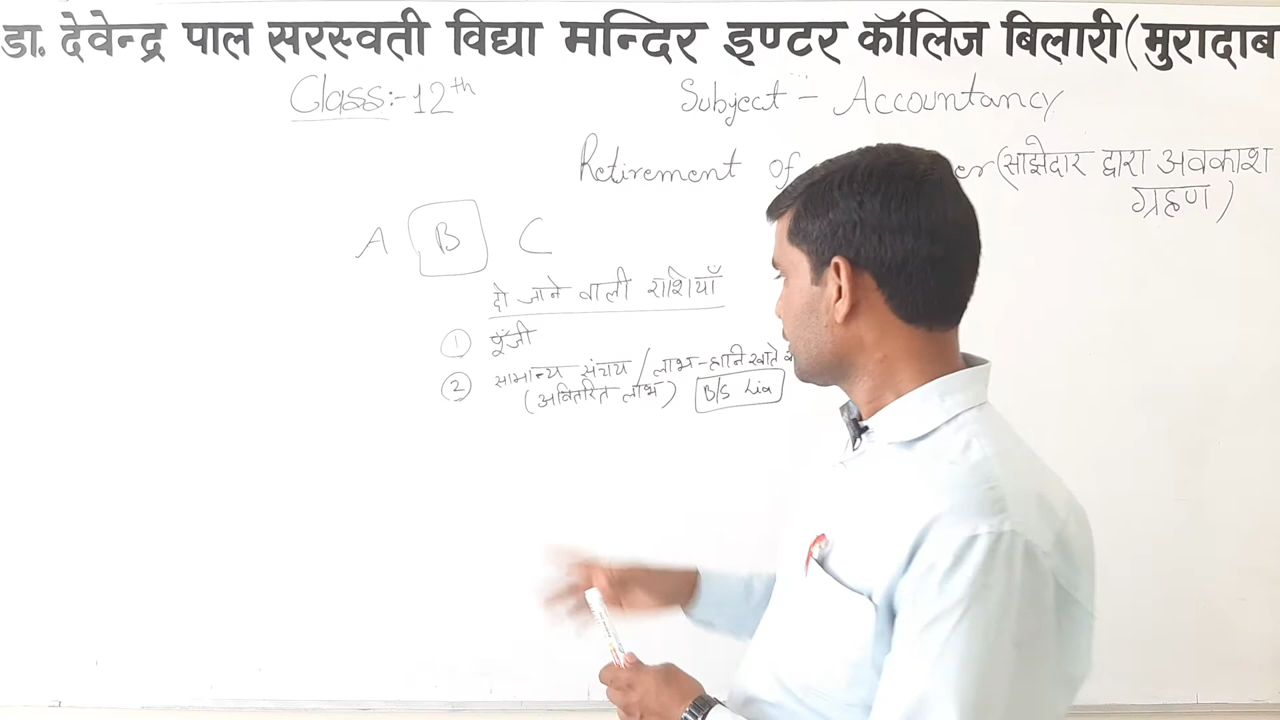 डा. देवेन्द्र पाल सरस्वती विद्या मन्दिर इण्टर कॉलिज बिलारी (मुरादाब
Class:- 12th Subject - Accountancy
Retirement of er (साझेदार द्वारा अवकाश
ग्रहण)
A B C
दी जाने वाली राशियाँ
① पूँजी
② सामान्य संचय / लाभ-हानि खाते
(अवितरित लाभ) B/S Lia